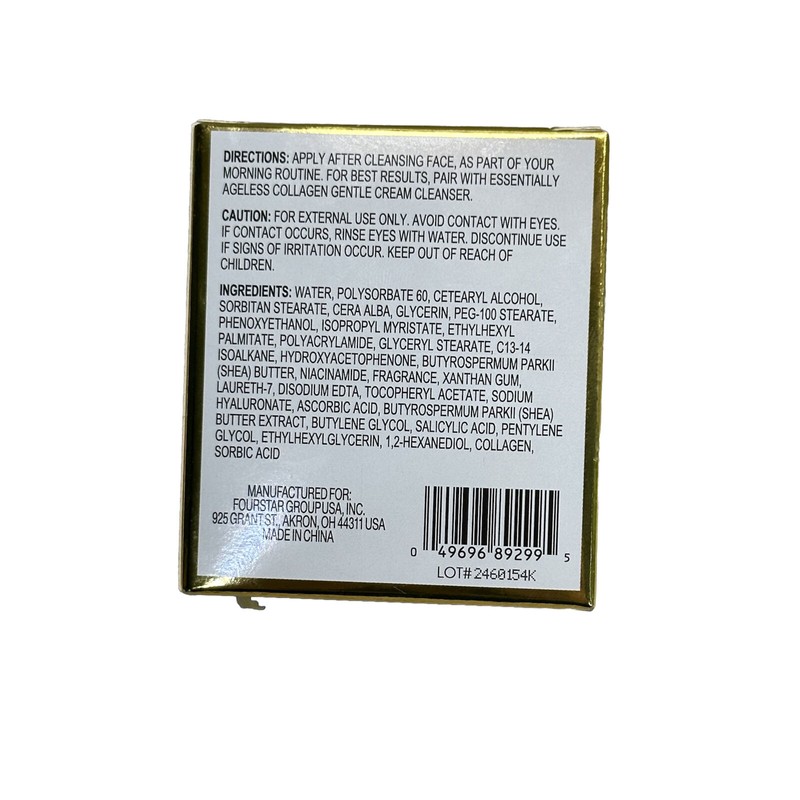 DIRECTIONS: APPLY AFTER CLEANSING FACE, AS PART OF YOUR
MORNING ROUTINE. FOR BEST RESULTS, PAIR WITH ESSENTIALLY
AGELESS COLLAGEN GENTLE CREAM CLEANSER.
CAUTION: FOR EXTERNAL USE ONLY. AVOID CONTACT WITH EYES.
IF CONTACT OCCURS, RINSE EYES WITH WATER. DISCONTINUE USE
IF SIGNS OF IRRITATION OCCUR. KEEP OUT OF REACH OF
CHILDREN.
INGREDIENTS: WATER, POLYSORBATE 60, CETEARYL ALCOHOL,
SORBITAN STEARATE, CERA ALBA, GLYCERIN, PEG-100 STEARATE,
PHENOXYETHANOL, ISOPROPYL MYRISTATE, ETHYLHEXYL
PALMITATE, POLYACRYLAMIDE, GLYCERYL STEARATE, C13-14
ISOALKANE, HYDROXYACETOPHENONE, BUTYROSPERMUM PARKII
(SHEA) BUTTER, NIACINAMIDE, FRAGRANCE, XANTHAN GUM,
LAURETH-7, DISODIUM EDTA, TOCOPHERYL ACETATE, SODIUM
HYALURONATE, ASCORBIC ACID, BUTYROSPERMUM PARKII (SHEA)
BUTTER EXTRACT, BUTYLENE GLYCOL, SALICYLIC ACID, PENTYLENE
GLYCOL, ETHYLHEXYLGLYCERIN, 1,2-HEXANEDIOL, COLLAGEN,
SORBIC ACID
MANUFACTURED FOR:
FOURSTAR GROUP USA, INC.
925 GRANT ST., AKRON, OH 44311 USA
MADE IN CHINA
0 49696 89299 5
LOT# 2460154K